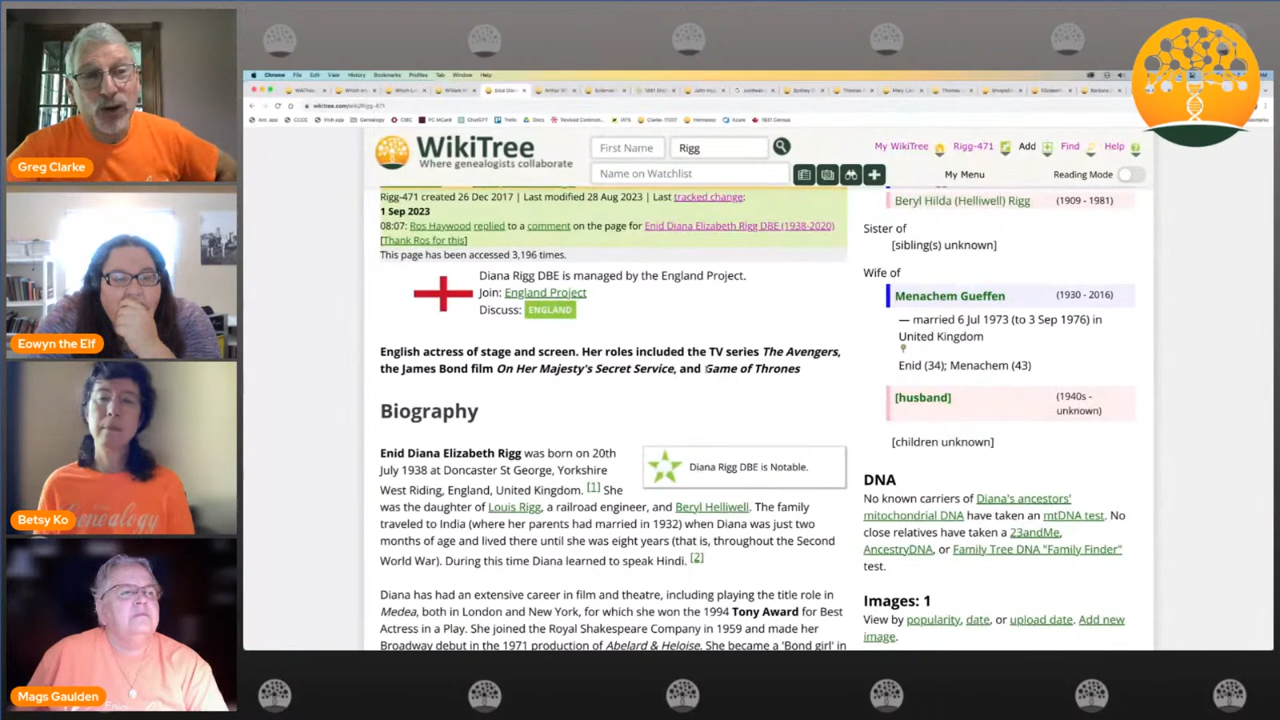 Greg Clarke
Eowyn the Elf
Betsy Ko
Genealogy
Mags Gaulden
Chrome File Edit View History Bookmarks Profiles Tab Window Help
wikitree.com/wiki/Rigg-471
WikiTree
Where genealogists collaborate
First Name
Rigg
Name on Watchlist
My WikiTree Rigg-471 Add Find Help
My Menu Reading Mode
Rigg-471 created 26 Dec 2017 | Last modified 28 Aug 2023 | Last tracked change:
1 Sep 2023
08:07: Ros Haywood replied to a comment on the page for Enid Diana Elizabeth Rigg DBE (1938-2020)
[Thank Ros for this]
This page has been accessed 3,196 times.
Diana Rigg DBE is managed by the England Project.
Join: England Project
Discuss: ENGLAND
English actress of stage and screen. Her roles included the TV series The Avengers,
the James Bond film On Her Majesty's Secret Service, and Game of Thrones
Biography
Enid Diana Elizabeth Rigg was born on 20th
July 1938 at Doncaster St George, Yorkshire
West Riding, England, United Kingdom. [1] She
was the daughter of Louis Rigg, a railroad engineer, and Beryl Helliwell. The family
traveled to India (where her parents had married in 1932) when Diana was just two
months of age and lived there until she was eight years (that is, throughout the Second
World War). During this time Diana learned to speak Hindi. [2]
Diana Rigg DBE is Notable.
Diana has had an extensive career in film and theatre, including playing the title role in
Medea, both in London and New York, for which she won the 1994 Tony Award for Best
Actress in a Play. She joined the Royal Shakespeare Company in 1959 and made her
Broadway debut in the 1971 production of Abelard & Heloise. She became a 'Bond girl' in
Beryl Hilda (Helliwell) Rigg (1909 - 1981)
Sister of
[sibling(s) unknown]
Wife of
Menachem Gueffen (1930 - 2016)
— married 6 Jul 1973 (to 3 Sep 1976) in
United Kingdom
Enid (34); Menachem (43)
[husband] (1940s -
unknown)
[children unknown]
DNA
No known carriers of Diana's ancestors'
mitochondrial DNA have taken an mtDNA test. No
close relatives have taken a 23andMe,
AncestryDNA, or Family Tree DNA "Family Finder"
test.
Images: 1
View by popularity, date, or upload date. Add new
image.